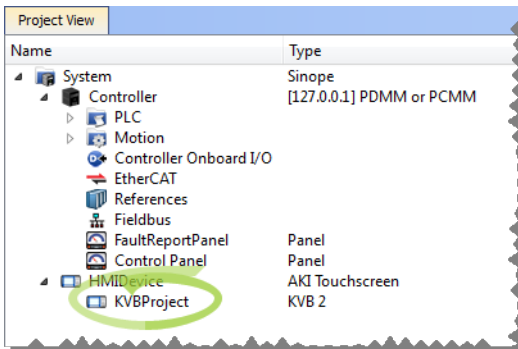 Project View
Name Type
System Sinope
Controller [127.0.0.1] PDMM or PCMM
PLC
Motion
Controller Onboard I/O
EtherCAT
References
Fieldbus
FaultReportPanel Panel
Control Panel Panel
HMIDevice AKI Touchscreen
KVBProject KVB 2